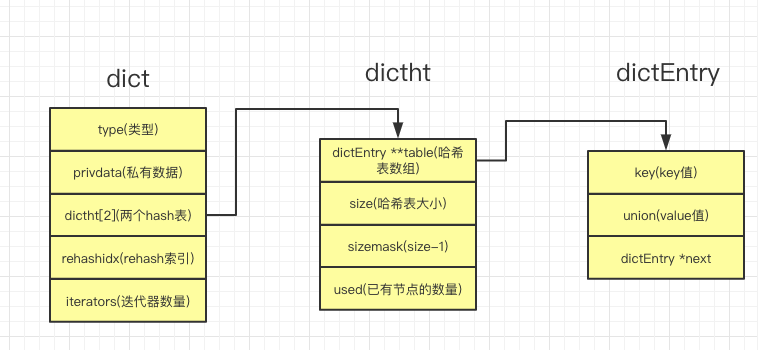 dict
type(类型)
privdata(私有数据)
dictht[2](两个hash表)
rehashidx(rehash索引)
iterators(迭代器数量)
dictht
dictEntry **table(哈希
表数组)
size(哈希表大小)
sizemask(size-1)
used(已有节点的数量)
dictEntry
key(key值)
union(value值)
dictEntry *next